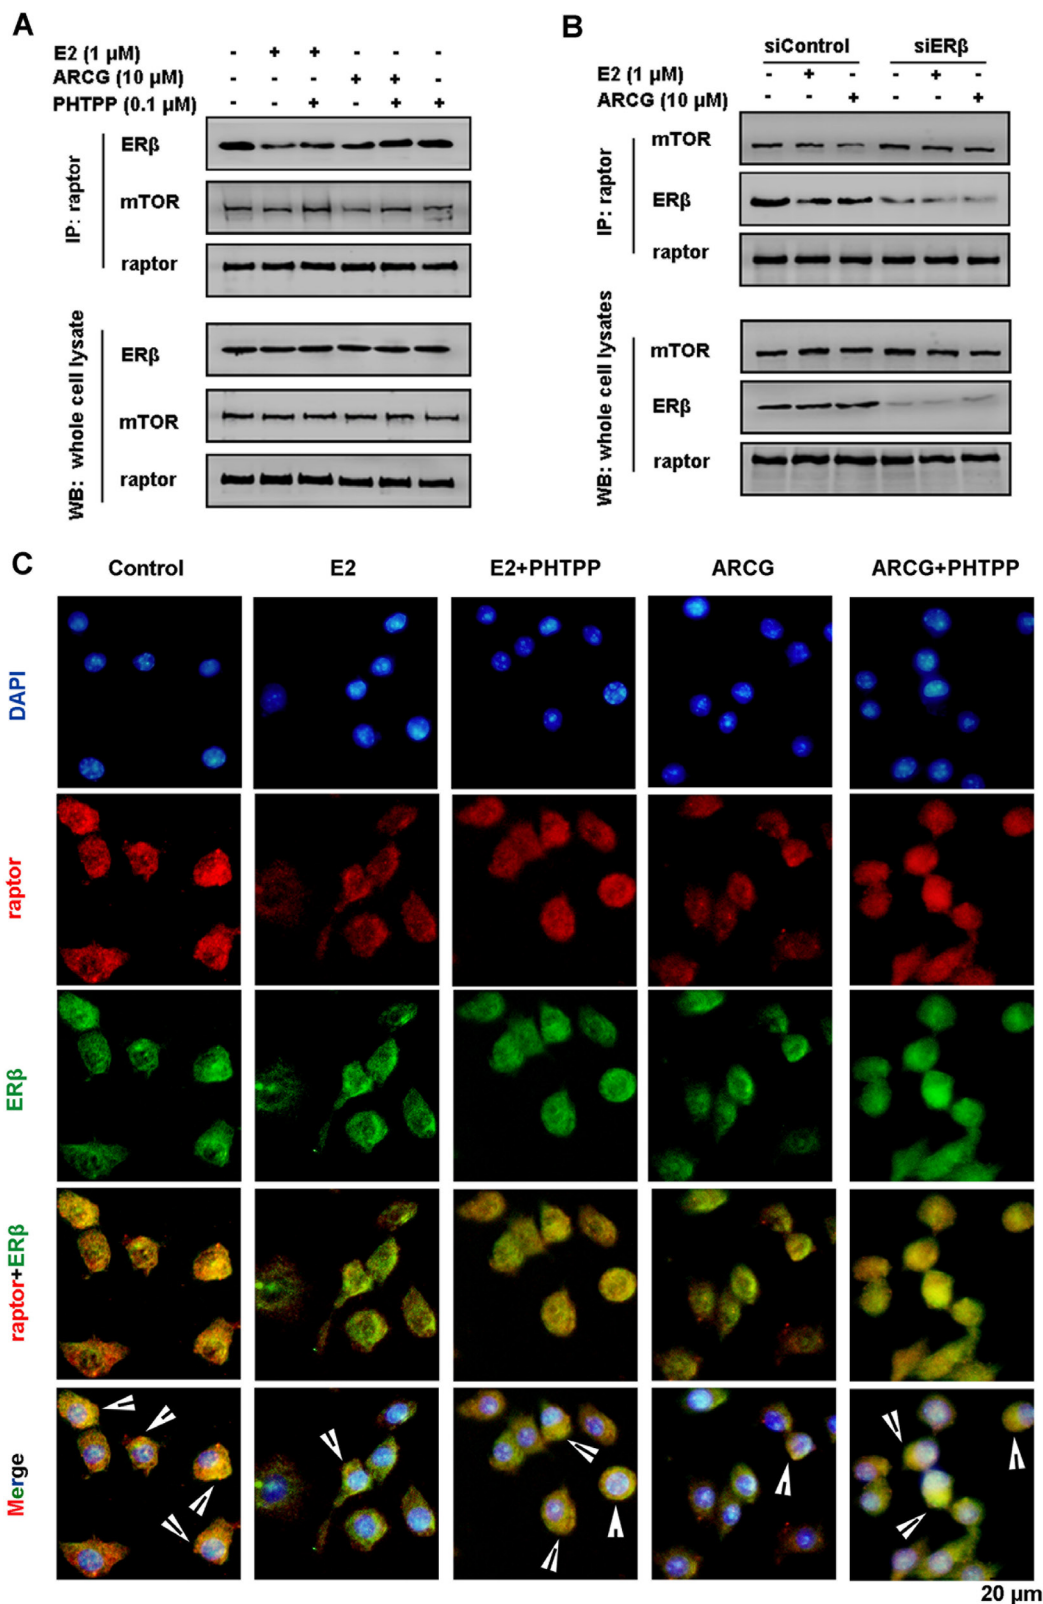 A
E2 (1 µM) - + + - - -
ARCG (10 µM) - - - + + -
PHTPP (0.1 µM) - - + - + +
IP: raptor
ERβ
mTOR
raptor
WB: whole cell lysate
ERβ
mTOR
raptor
B
siControl siERβ
E2 (1 µM) - + - - + -
ARCG (10 µM) - - + - - +
IP: raptor
mTOR
ERβ
raptor
WB: whole cell lysates
mTOR
ERβ
raptor
C
Control E2 E2+PHTPP ARCG ARCG+PHTPP
DAPI
raptor
ERβ
raptor+ERβ
Merge
20 µm